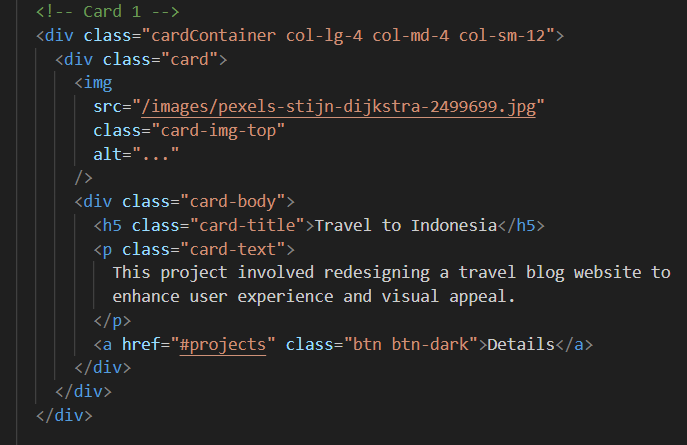 <!-- Card 1 -->
<div class="cardContainer col-lg-4 col-md-4 col-sm-12">
<div class="card">
<img
src="/images/pexels-stijn-dijkstra-2499699.jpg"
class="card-img-top"
alt="..."
/>
<div class="card-body">
<h5 class="card-title">Travel to Indonesia</h5>
<p class="card-text">
This project involved redesigning a travel blog website to
enhance user experience and visual appeal.
</p>
<a href="#projects" class="btn btn-dark">Details</a>
</div>
</div>
</div>